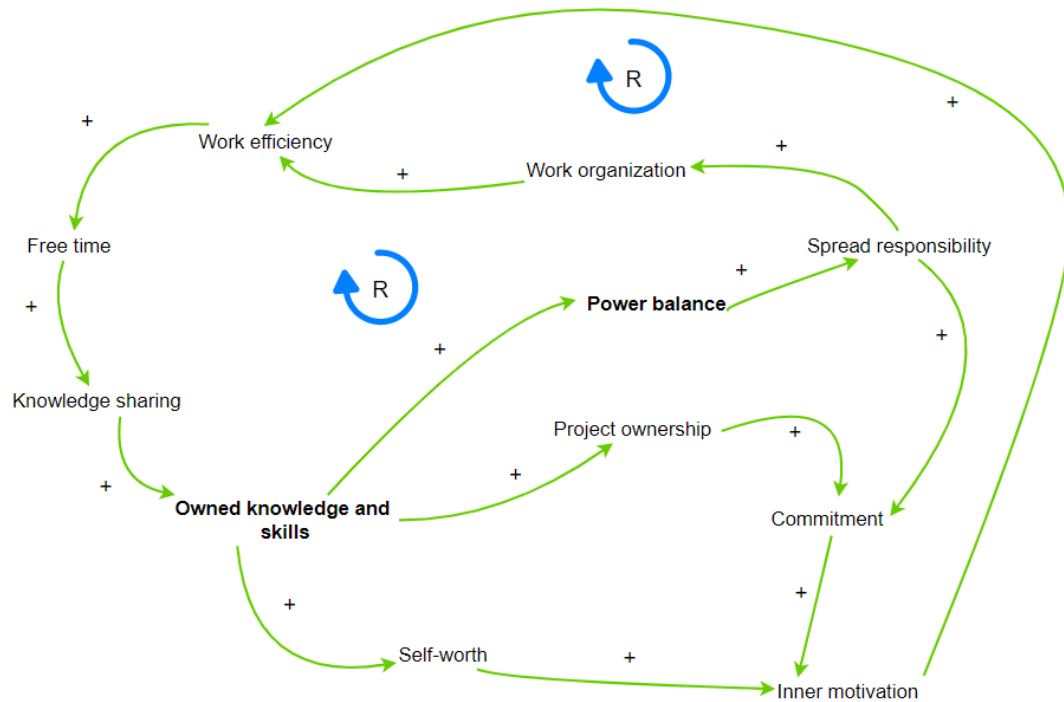 +
R
+
+
Work efficiency
+
+
Work organization
Free time
Spread responsibility
+
R
+
Power balance
+
+
Knowledge sharing
Project ownership
+
+
+
Owned knowledge and
skills
Commitment
+
+
Self-worth
+
Inner motivation